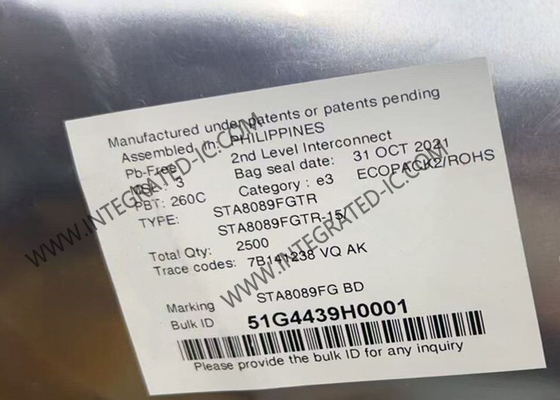 Manufactured under patents or patents pending
Assembled in: PHILIPPINES
Pb-Free 2nd Level Interconnect
MSL: 3 Bag seal date: 31 OCT 2021
PBT: 260C Category : e3 ECOPACK2/ROHS
TYPE: STA8089FGTR
STA8089FGTR-15/
Total Qty: 2500
Trace codes: 7B141238 VQ AK
Marking STA8089FG BD
Bulk ID 51G4439H0001
Please provide the bulk ID for any inquiry
WWW.INTEGRATED-IC.COM
WWW.INTEGRATED-IC.COM